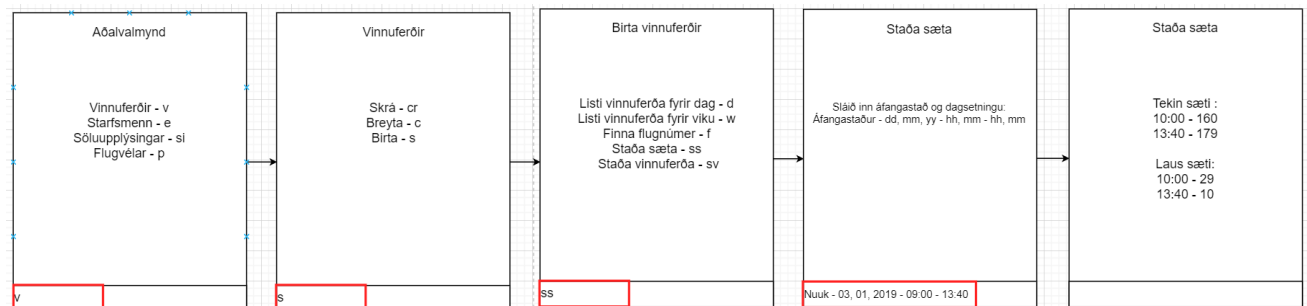 Aðalvalmynd
Vinnuferðir - v
Starfsmenn - e
Söluupplýsingar - si
Flugvélar - p
v
Vinnuferðir
Skrá - cr
Breyta - c
Birta - s
s
Birta vinnuferðir
Listi vinnuferða fyrir dag - d
Listi vinnuferða fyrir viku - w
Finna flugnúmer - f
Staða sæta - ss
Staða vinnuferða - sv
ss
Staða sæta
Sláið inn áfangastað og dagsetningu:
Áfangastaður - dd, mm, yy - hh, mm - hh, mm
Nuuk - 03, 01, 2019 - 09:00 - 13:40
Staða sæta
Tekin sæti :
10:00 - 160
13:40 - 179
Laus sæti:
10:00 - 29
13:40 - 10